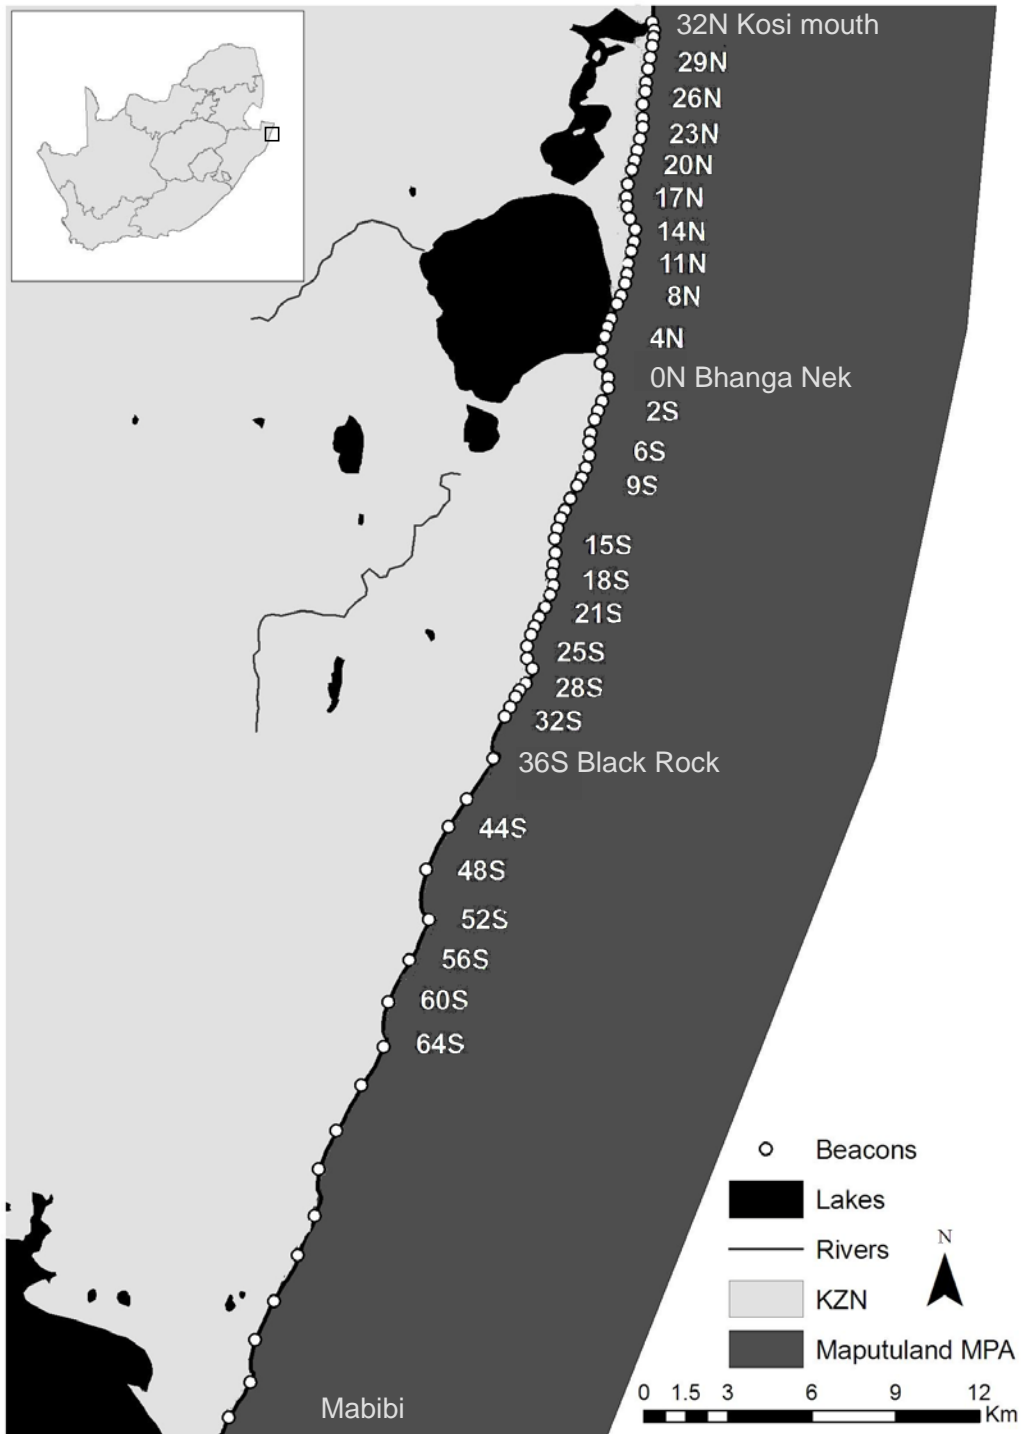 32N Kosi mouth
29N
26N
23N
20N
17N
14N
11N
8N
4N
0N Bhanga Nek
2S
6S
9S
15S
18S
21S
25S
28S
32S
36S Black Rock
44S
48S
52S
56S
60S
64S
Mabibi
Beacons
Lakes
Rivers
KZN
Maputuland MPA
N
0 1.5 3 6 9 12
Km